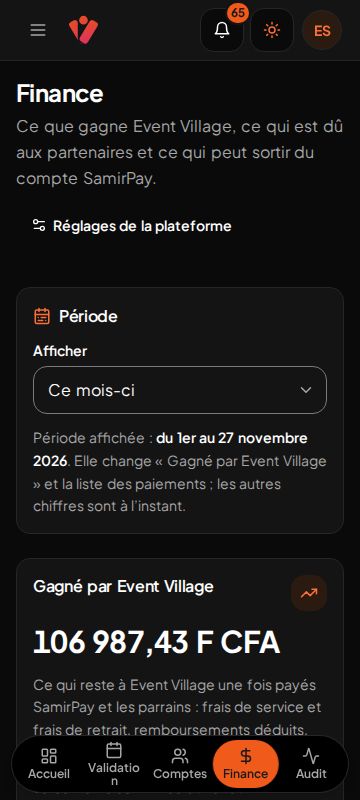 65
ES
Finance
Ce que gagne Event Village, ce qui est dû
aux partenaires et ce qui peut sortir du
compte SamirPay.
Réglages de la plateforme
Période
Afficher
Ce mois-ci
Période affichée : du 1er au 27 novembre
2026. Elle change « Gagné par Event Village
» et la liste des paiements ; les autres
chiffres sont à l'instant.
Gagné par Event Village
106 987,43 F CFA
Ce qui reste à Event Village une fois payés
SamirPay et les parrains : frais de service et
frais de retrait, remboursements déduits.
Accueil
Validatio
n
Comptes
Finance
Audit